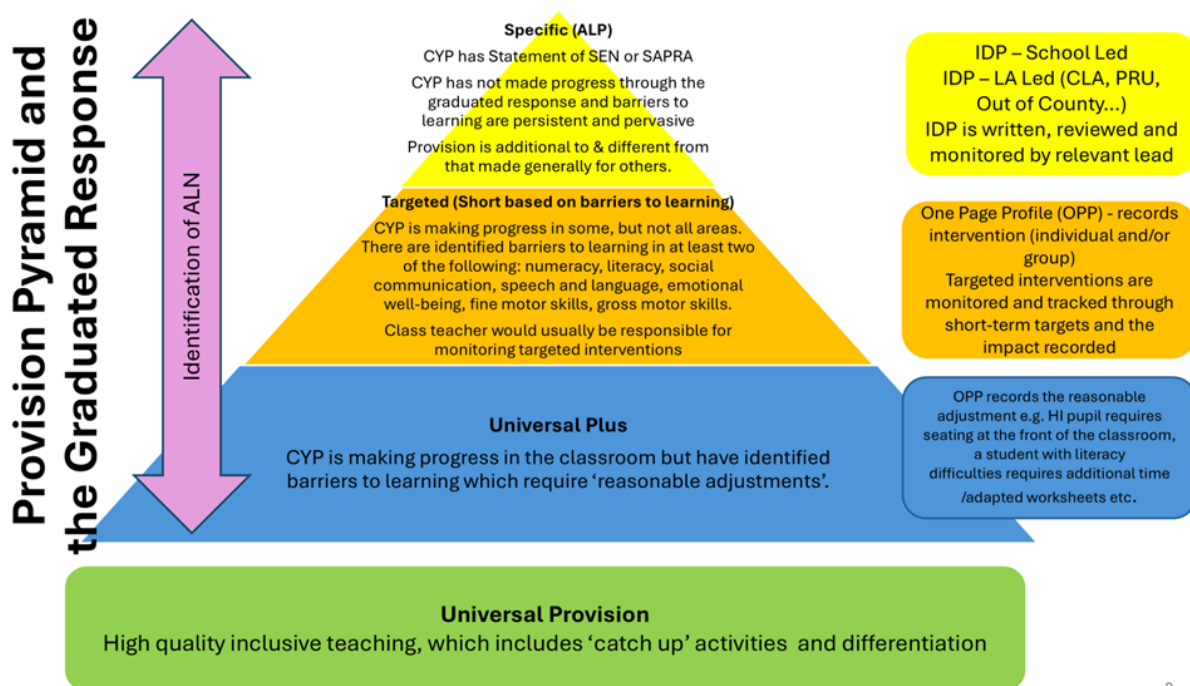 Provision Pyramid and
the Graduated Response
Identification of ALN
Specific (ALP)
CYP has Statement of SEN or SAPRA
CYP has not made progress through the
graduated response and barriers to
learning are persistent and pervasive
Provision is additional to & different from
that made generally for others.
IDP – School Led
IDP – LA Led (CLA, PRU,
Out of County...)
IDP is written, reviewed and
monitored by relevant lead
Targeted (Short based on barriers to learning)
CYP is making progress in some, but not all areas.
There are identified barriers to learning in at least two
of the following: numeracy, literacy, social
communication, speech and language, emotional
well-being, fine motor skills, gross motor skills.
Class teacher would usually be responsible for
monitoring targeted interventions
One Page Profile (OPP) - records
intervention (individual and/or
group)
Targeted interventions are
monitored and tracked through
short-term targets and the
impact recorded
Universal Plus
CYP is making progress in the classroom but have identified
barriers to learning which require ‘reasonable adjustments’.
OPP records the reasonable
adjustment e.g. HI pupil requires
seating at the front of the classroom,
a student with literacy
difficulties requires additional time
/adapted worksheets etc.
Universal Provision
High quality inclusive teaching, which includes ‘catch up’ activities and differentiation